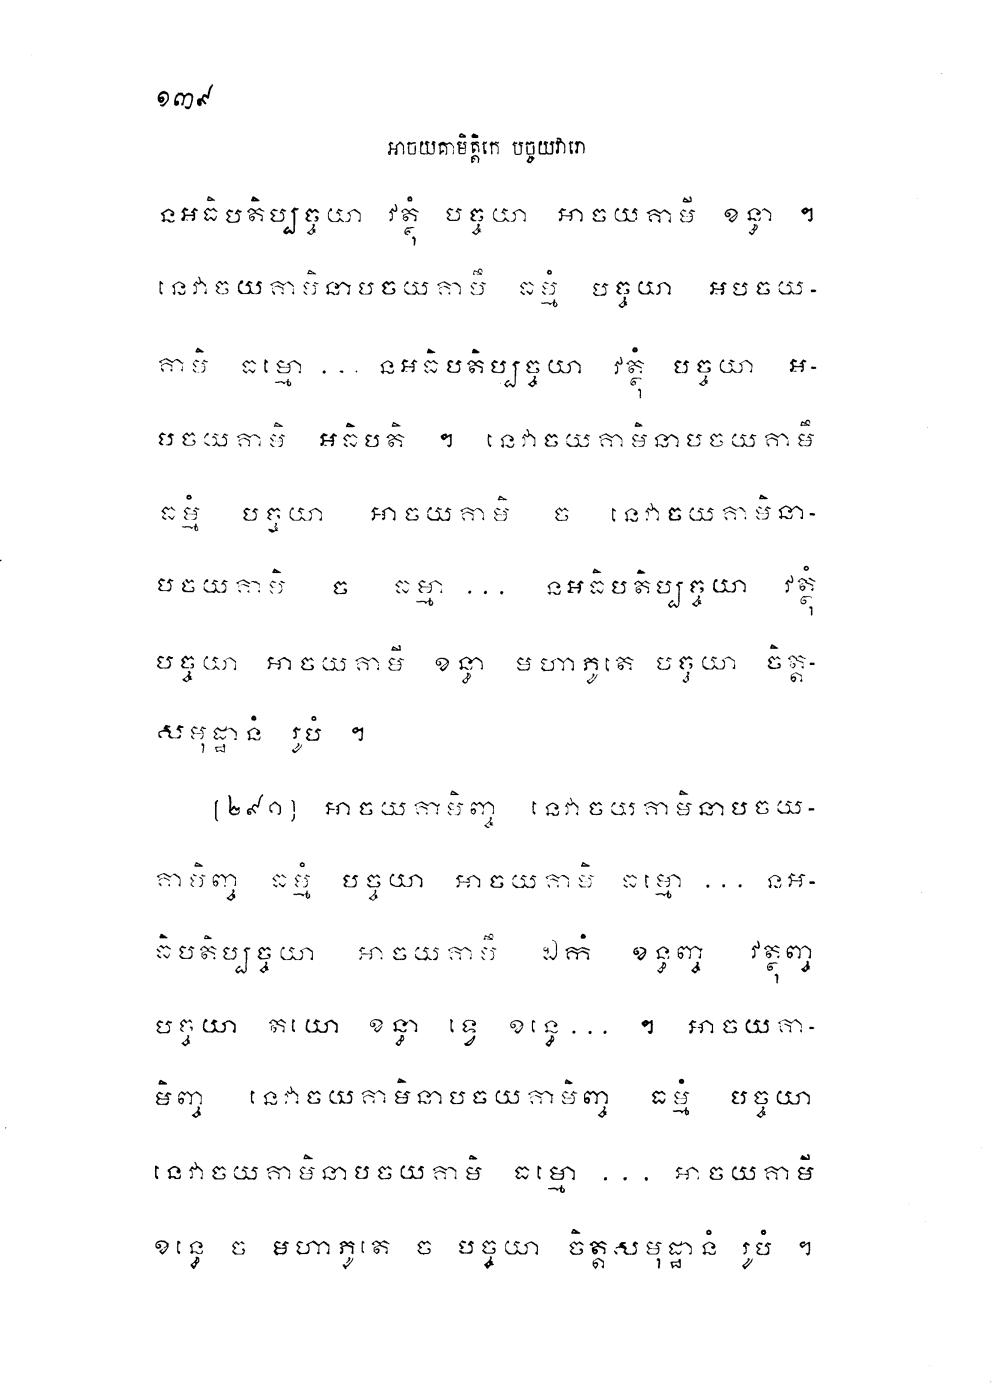 ១៣៩
អាចយគាមិត្តិកេ បច្ចយវារោ
នអធិបតិប្បច្ចយា វត្ថុំ បច្ចយា អាចយគាមី ខន្ធា ។
នេវាចយគាមិនាបចយគាមឹ ធម្មំ បច្ចយា អបចយ-
គាមិ ធម្មោ ... នអធិបតិប្បច្ចយា វត្ថុំ បច្ចយា អ-
បចយគាមិ អធិបតិ ។ នេវាចយគាមិនាបចយគាមឹ
ធម្មំ បច្ចយា អាចយគាមិ ច នេវាចយគាមិនា-
បចយគាមិ ច ធម្មា ... នអធិបតិប្បច្ចយា វត្ថុំ
បច្ចយា អាចយគាមី ខន្ធា មហាភូតេ បច្ចយា ចិត្ត-
សមុដ្ឋានំ រូបំ ។
[២៩១] អាចយគាមិញ្ច នេវាចយគាមិនាបចយ-
គាមិញ្ច ធម្មំ បច្ចយា អាចយគាមិ ធម្មោ ... នអ-
ធិបតិប្បច្ចយា អាចយគាមឹ ឯកំ ខន្ធញ្ច វត្ថុញ្ច
បច្ចយា តយោ ខន្ធា ទ្វេ ខន្ធេ ... ។ អាចយគា-
មិញ្ច នេវាចយគាមិនាបចយគាមិញ្ច ធម្មំ បច្ចយា
នេវាចយគាមិនាបចយគាមិ ធម្មោ ... អាចយគាមី
ខន្ធេ ច មហាភូតេ ច បច្ចយា ចិត្តសមុដ្ឋានំ រូបំ ។